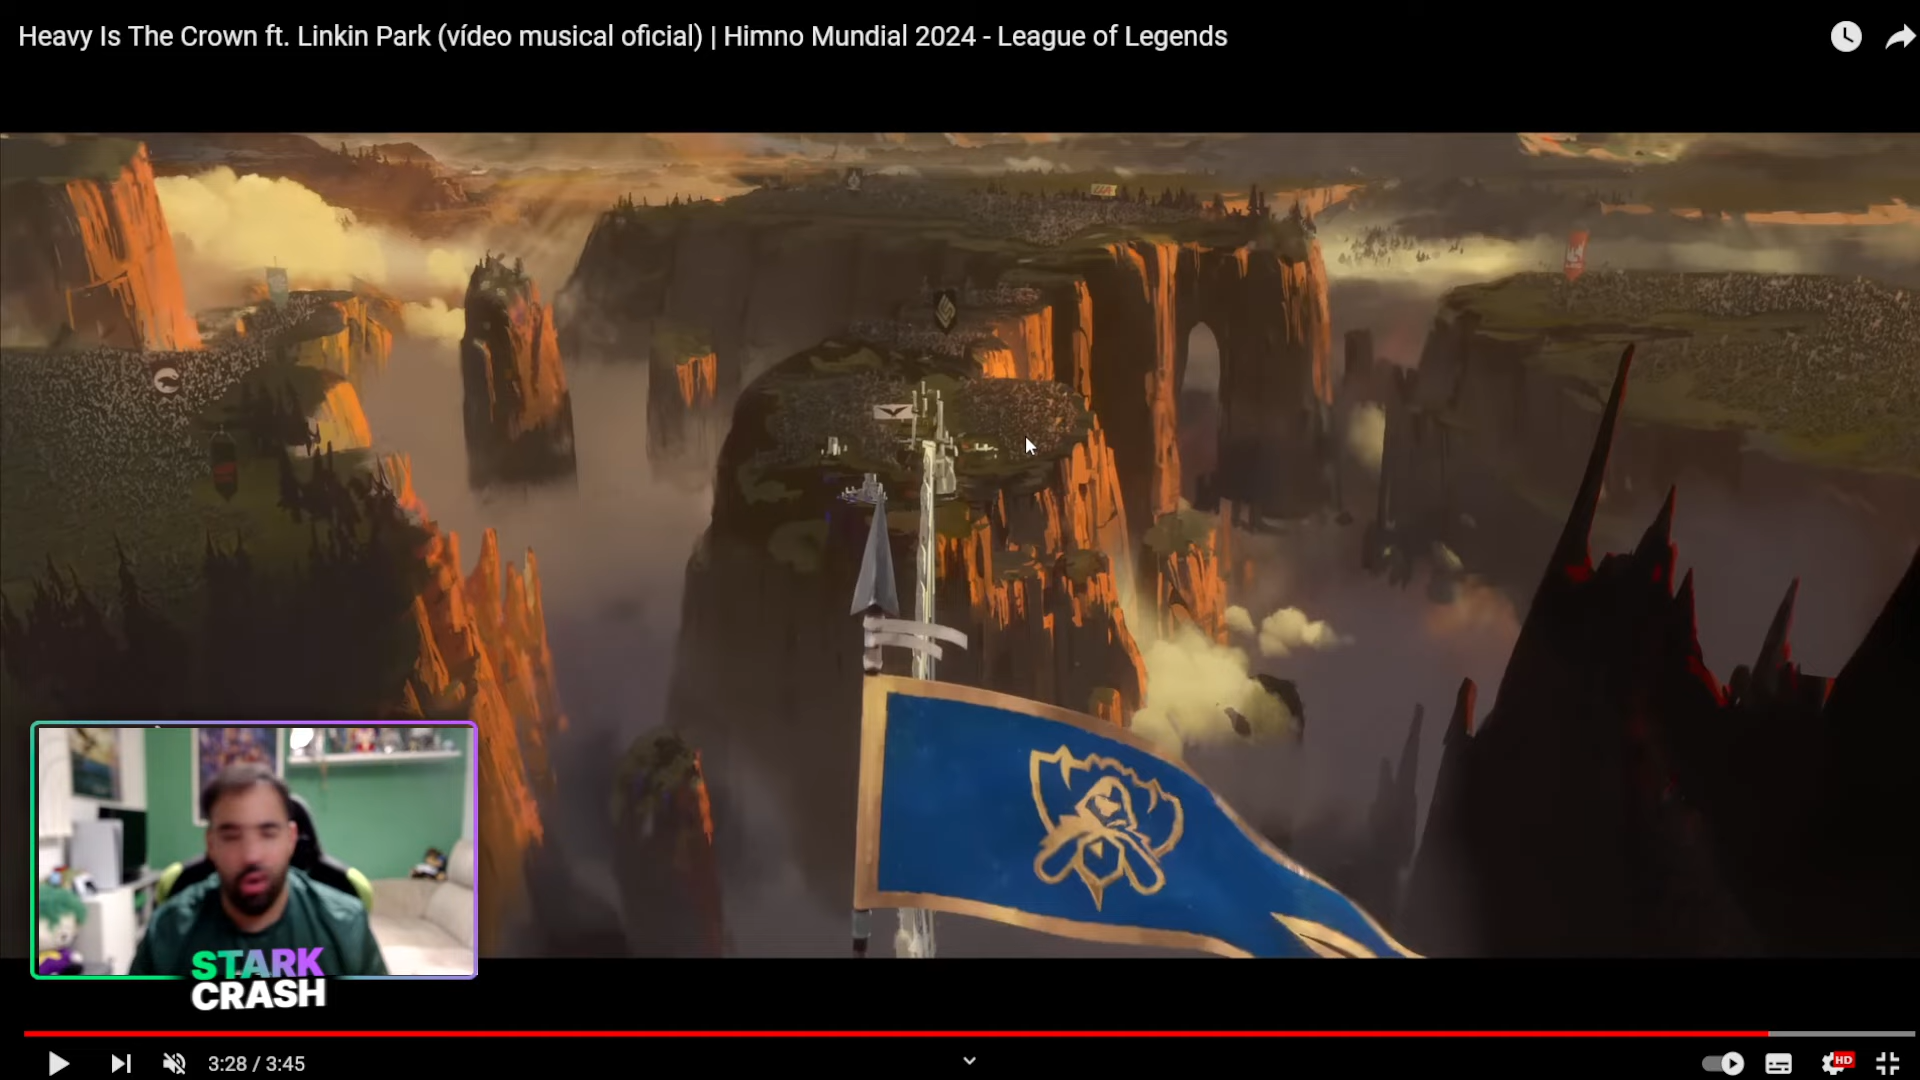 Heavy Is The Crown ft. Linkin Park (vídeo musical oficial) | Himno Mundial 2024 - League of Legends
STARK
CRASH
3:28 / 3:45
HD